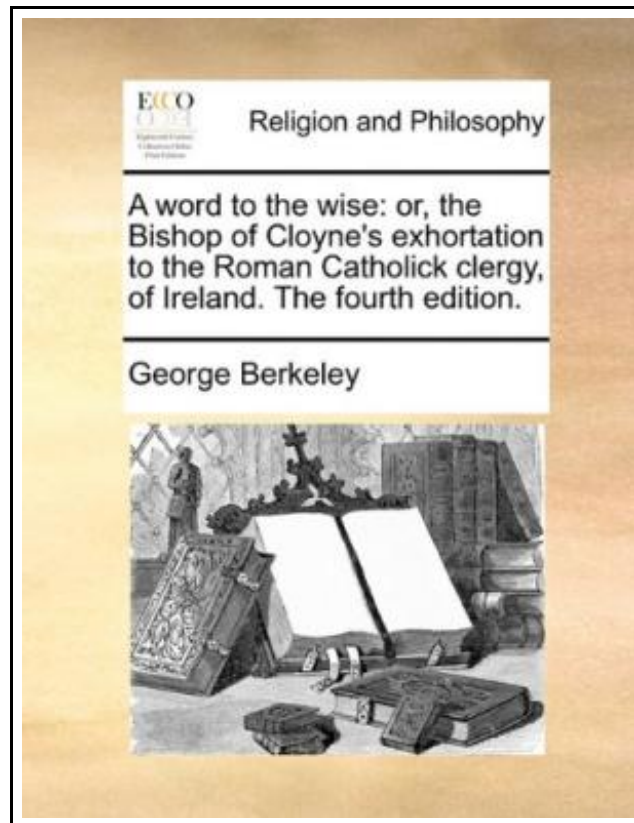 ECCO
Religion and Philosophy
A word to the wise: or, the
Bishop of Cloyne's exhortation
to the Roman Catholick clergy,
of Ireland. The fourth edition.
George Berkeley